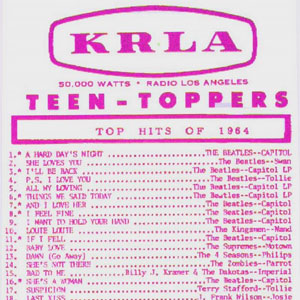 KRLA
50,000 WATTS • RADIO LOS ANGELES
TEEN-TOPPERS
TOP HITS OF 1964
1.* A HARD DAY'S NIGHT ..... THE BEATLES--CAPITOL
2. SHE LOVES YOU ..... The Beatles--Swan
3.* I'LL BE BACK ..... The Beatles--Capitol LP
4. P.S. I LOVE YOU ..... The Beatles--Tollie
5. ALL MY LOVING ..... The Beatles--Capitol LP
6.* THINGS WE SAID TODAY ..... The Beatles--Capitol
7.* AND I LOVE HER ..... The Beatles--Capitol
8.* I FEEL FINE ..... The Beatles--Capitol
9. I WANT TO HOLD YOUR HAND ..... The Beatles--Capitol
10. LOUIE LOUIE ..... The Kingsmen--Wand
11.* IF I FELL ..... The Beatles--Capitol
12. BABY LOVE ..... The Supremes--Motown
13. DAWN (Go Away) ..... The 4 Seasons--Philips
14. SHE'S NOT THERE ..... The Zombies--Parrot
15. BAD TO ME ..... Billy J. Kramer & The Dakotas--Imperial
16.* SHE'S A WOMAN ..... The Beatles--Capitol
17. SUSPICION ..... Terry Stafford--Tollie
18. LAST KISS ..... Frank Wilson--Josie